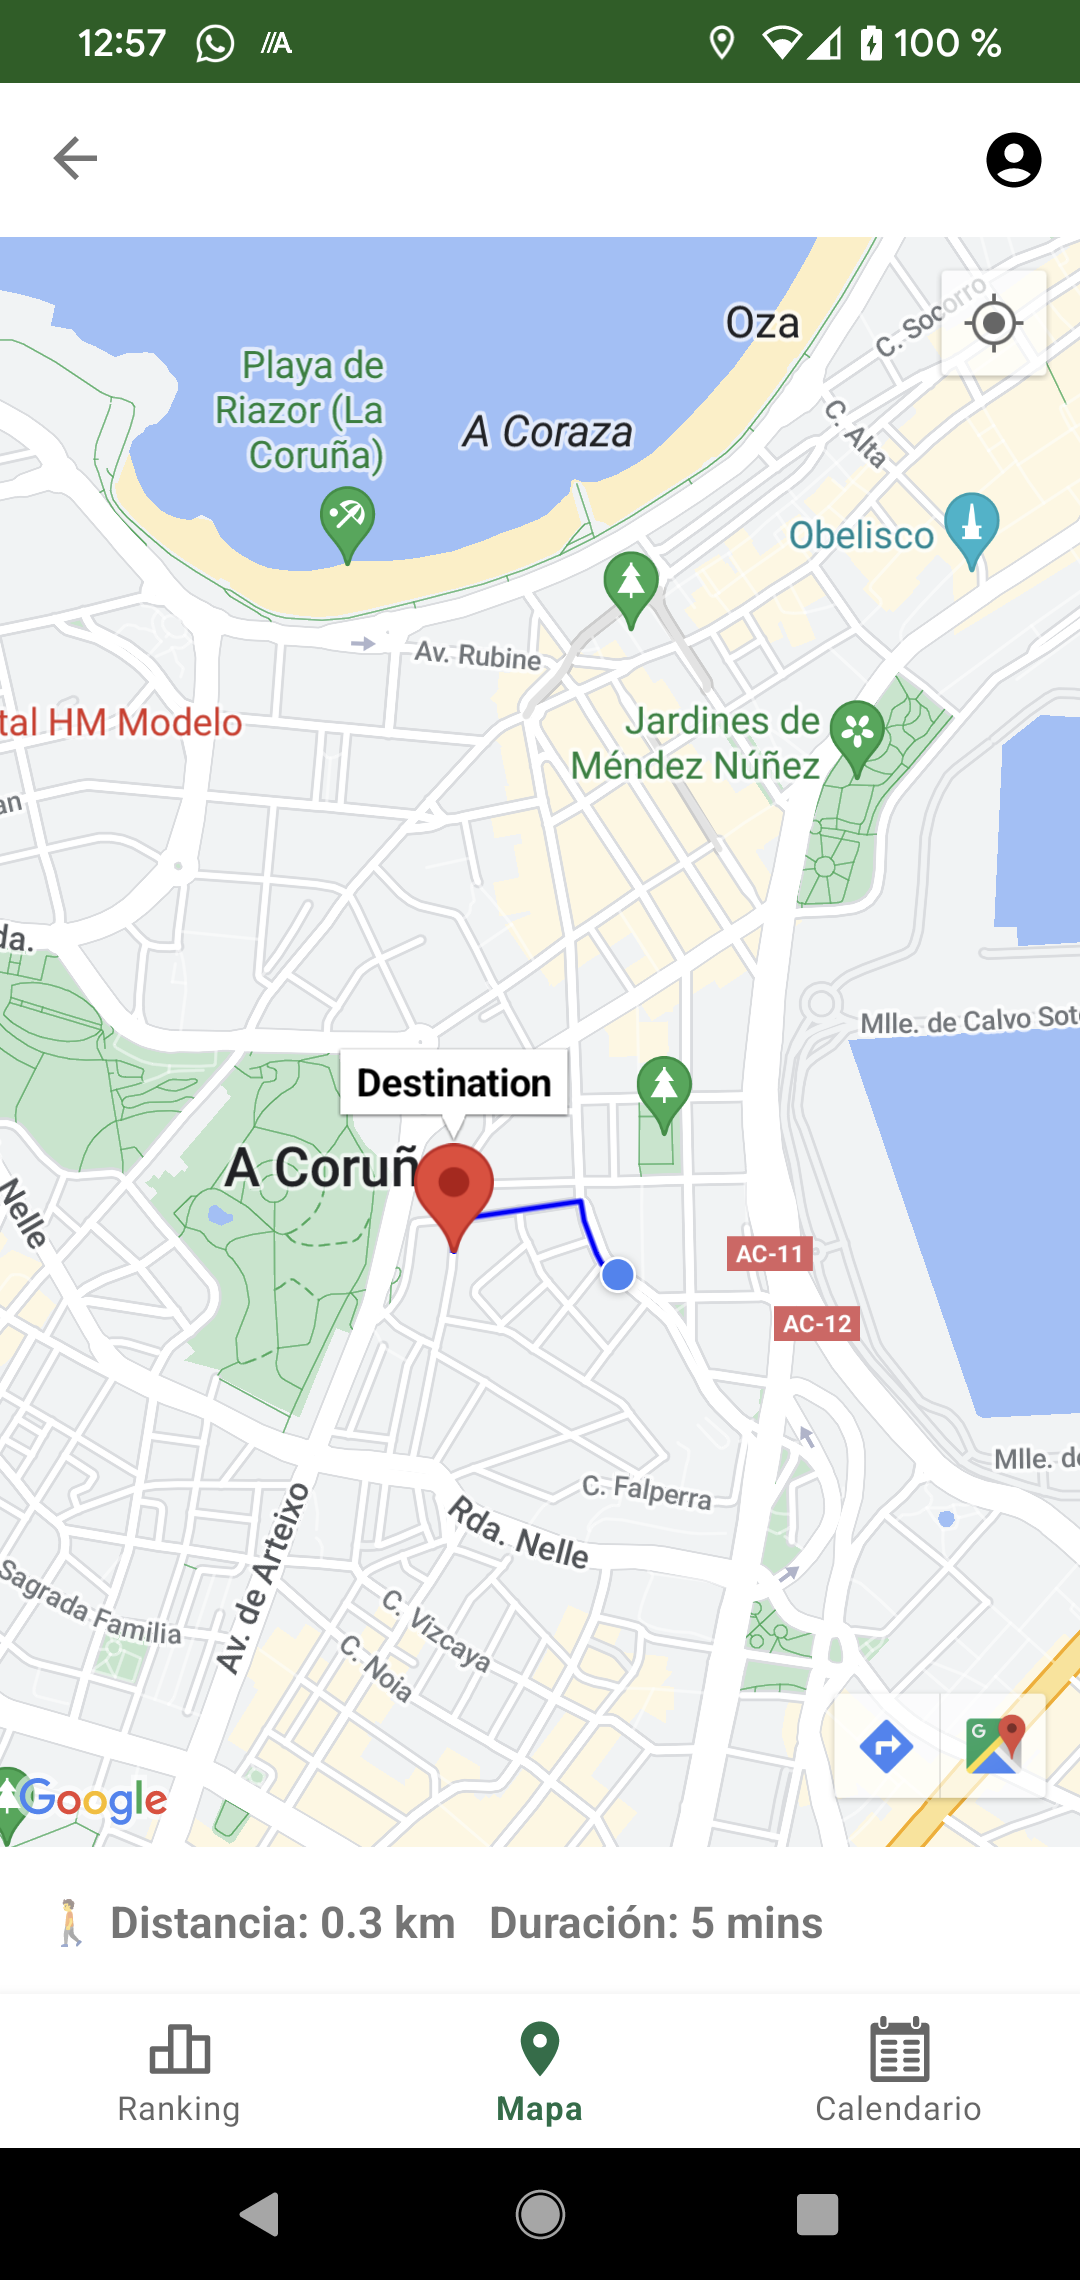 12:57
100 %
Oza
C. Socorro
Playa de
Riazor (La
Coruña)
A Coraza
C. Alta
Obelisco
Av. Rubine
tal HM Modelo
Jardines de
Méndez Núñez
an
da.
Mlle. de Calvo Sot
Destination
A Coruñ
Nelle
AC-11
AC-12
Mlle. d
C. Falperra
Rda. Nelle
Av. de Arteixo
Sagrada Familia
C. Vizcaya
C. Noia
G
Google
Distancia: 0.3 km Duración: 5 mins
Ranking
Mapa
Calendario